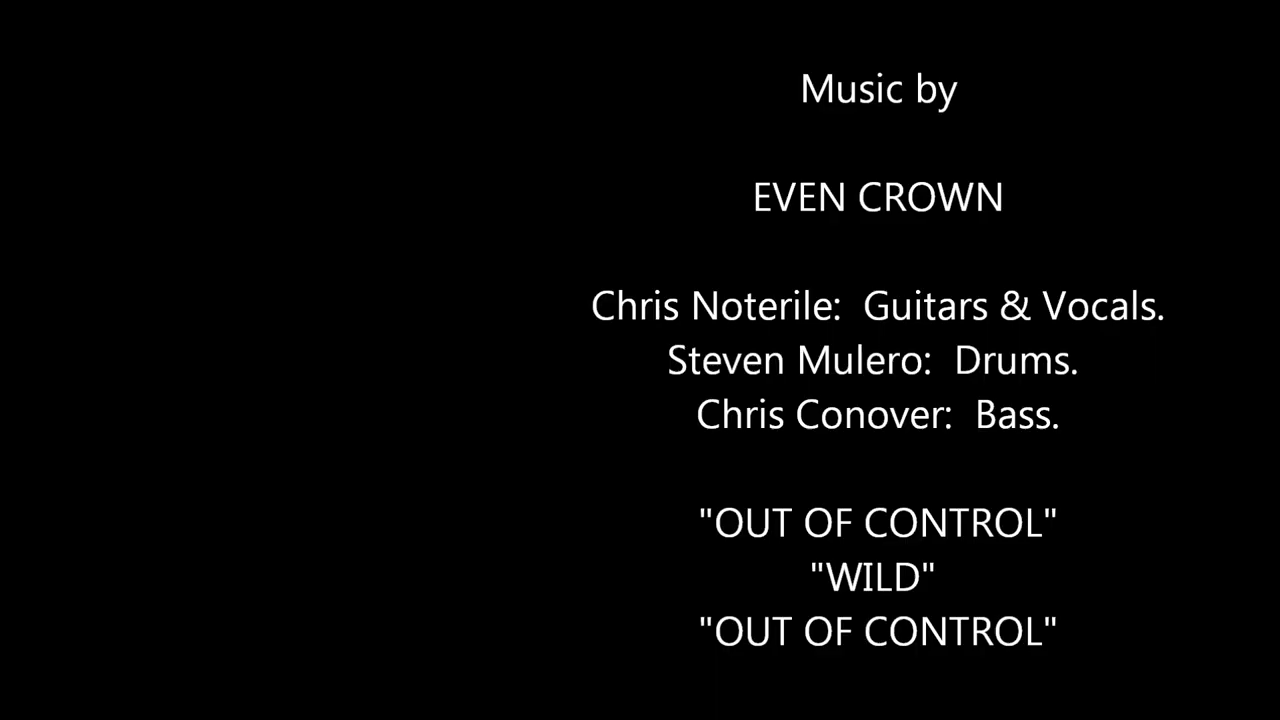 Music by
EVEN CROWN
Chris Noterile:  Guitars & Vocals.
Steven Mulero:  Drums.
Chris Conover:  Bass.
"OUT OF CONTROL"
"WILD"
"OUT OF CONTROL"